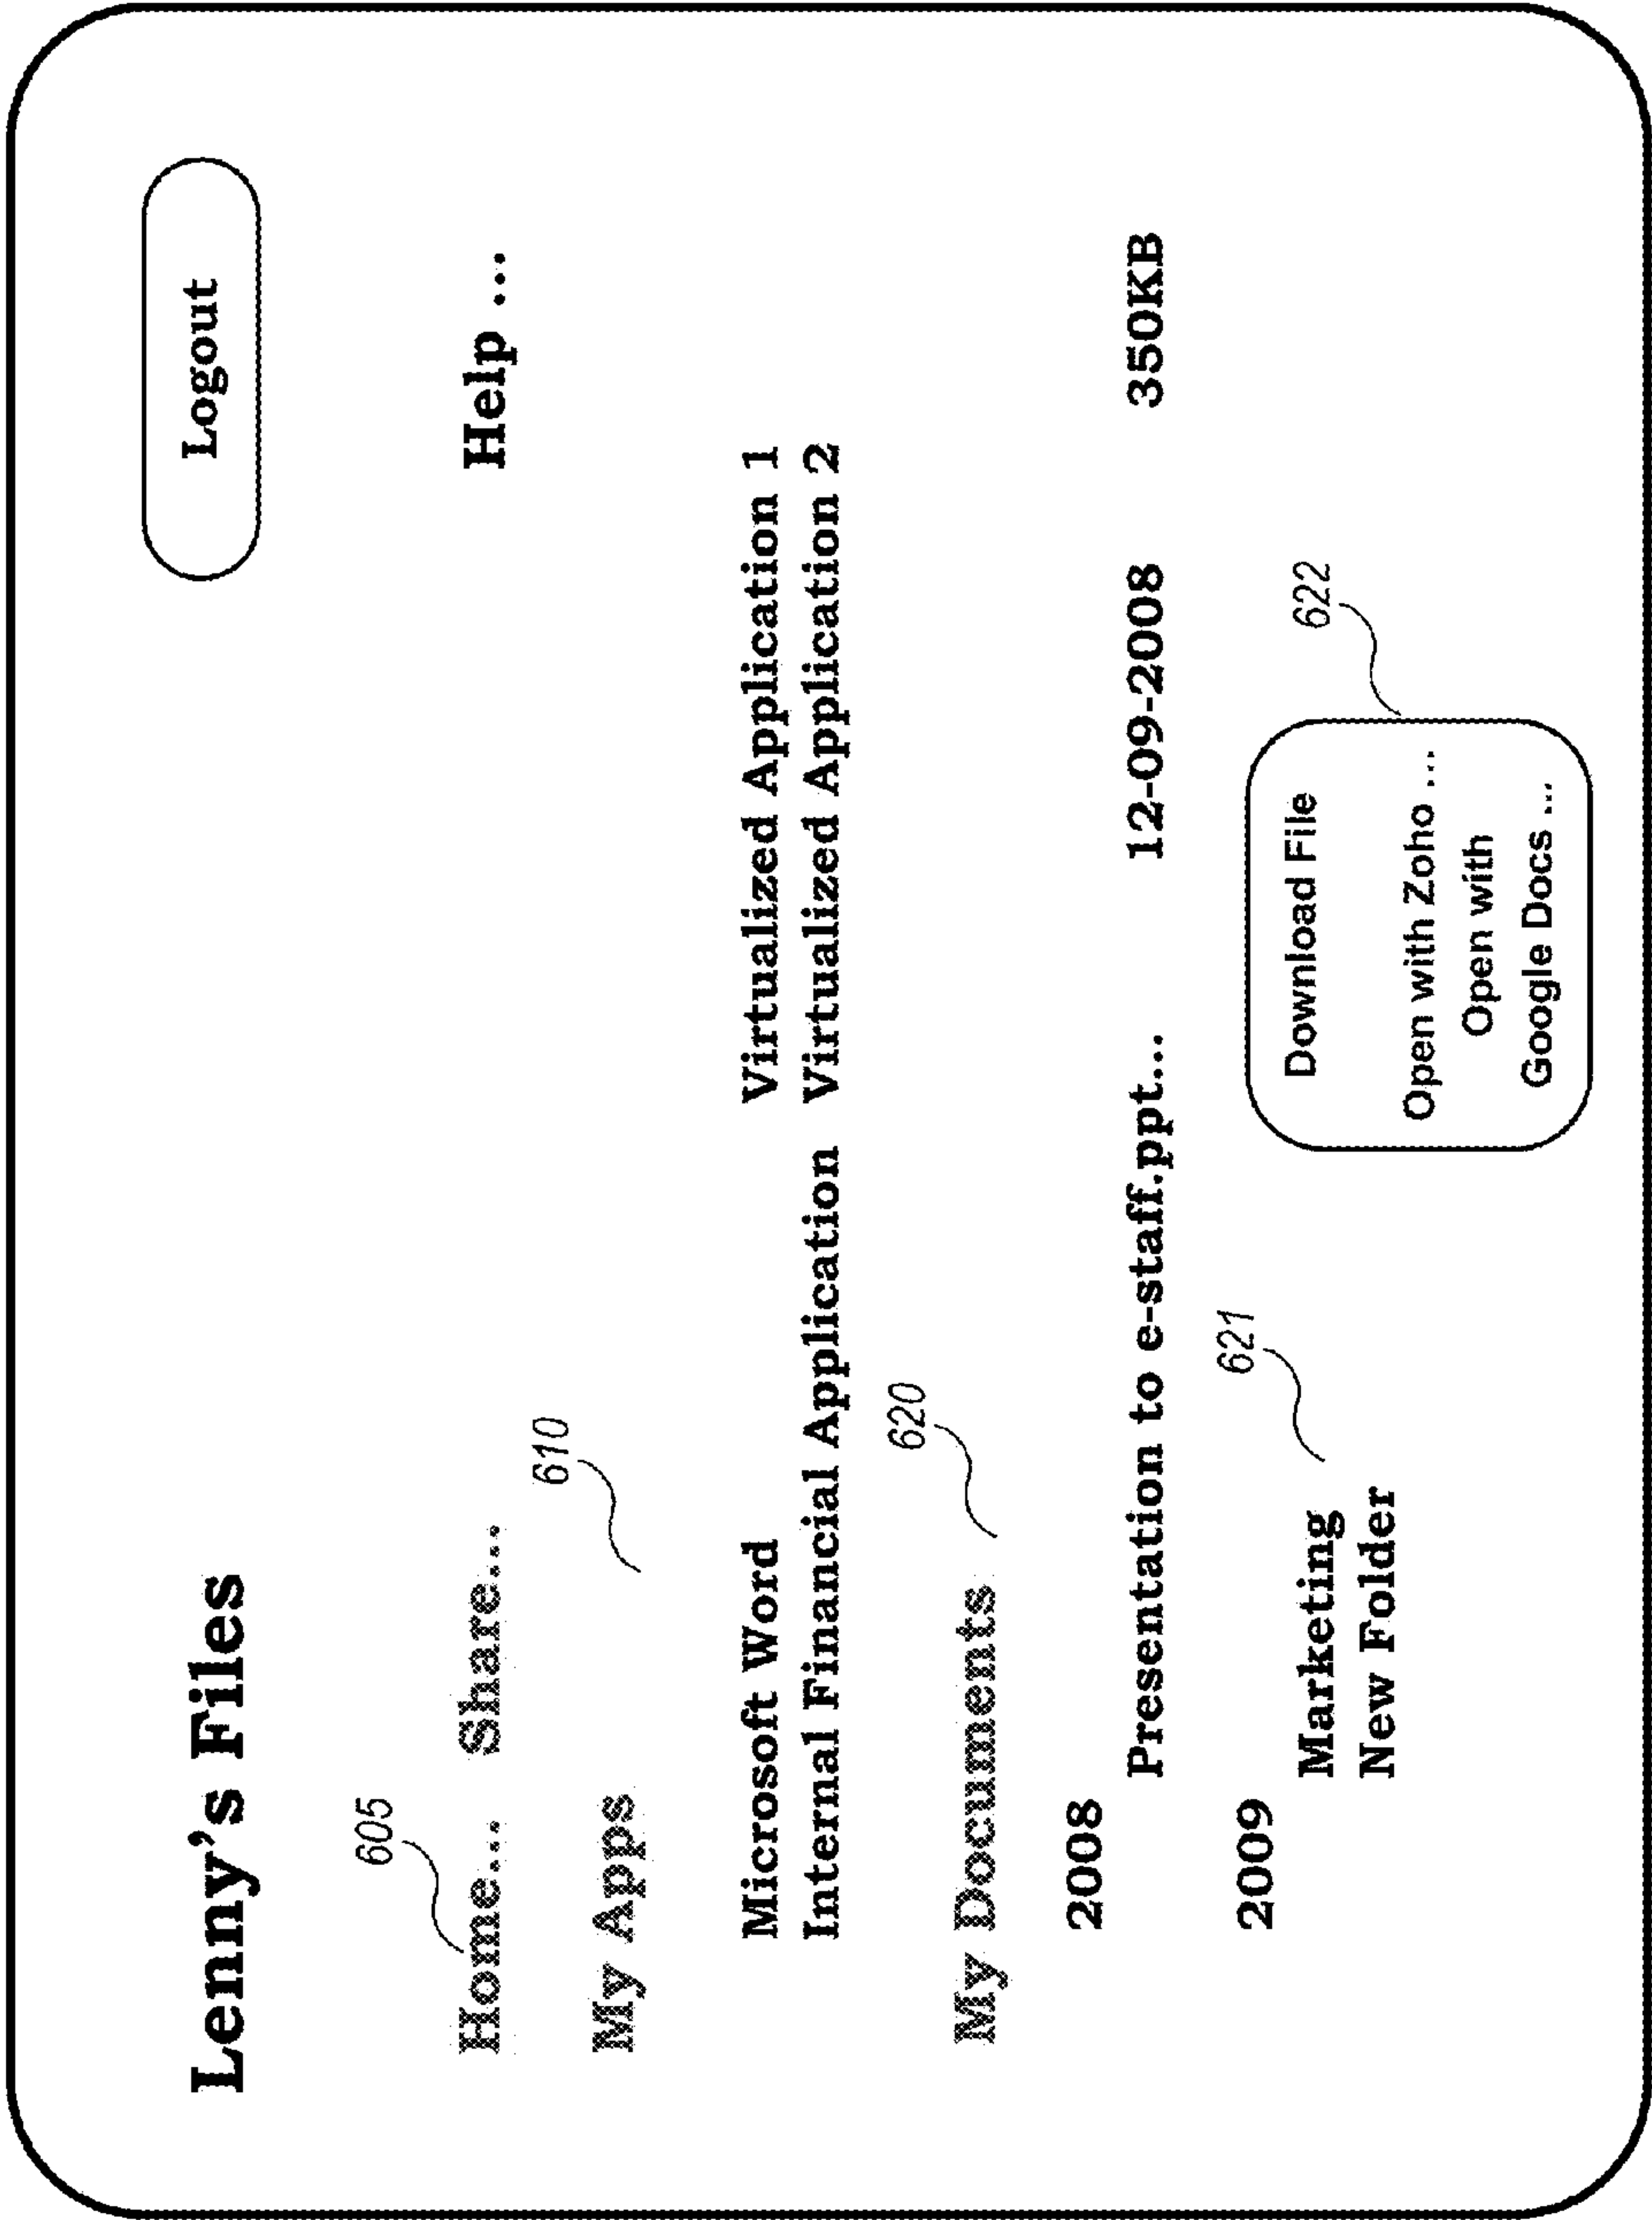 Lenny's Files Logout
605
Home... Share... Help ...
610
My Apps
Microsoft Word Virtualized Application 1
Internal Financial Application Virtualized Application 2
620
My Documents
2008
Presentation to e-staff.ppt... 12-09-2008 350KB
621
622
2009
Marketing
New Folder
Download File
Open with Zoho ...
Open with
Google Docs ...